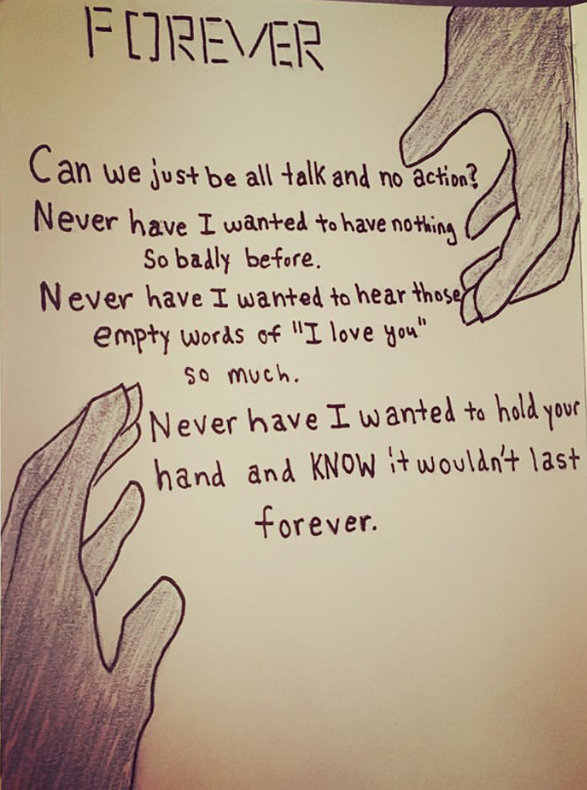 FOREVER
Can we just be all talk and no action?
Never have I wanted to have nothing
So badly before.
Never have I wanted to hear those
empty words of "I love you"
so much.
Never have I wanted to hold your
hand and KNOW it wouldn't last
forever.